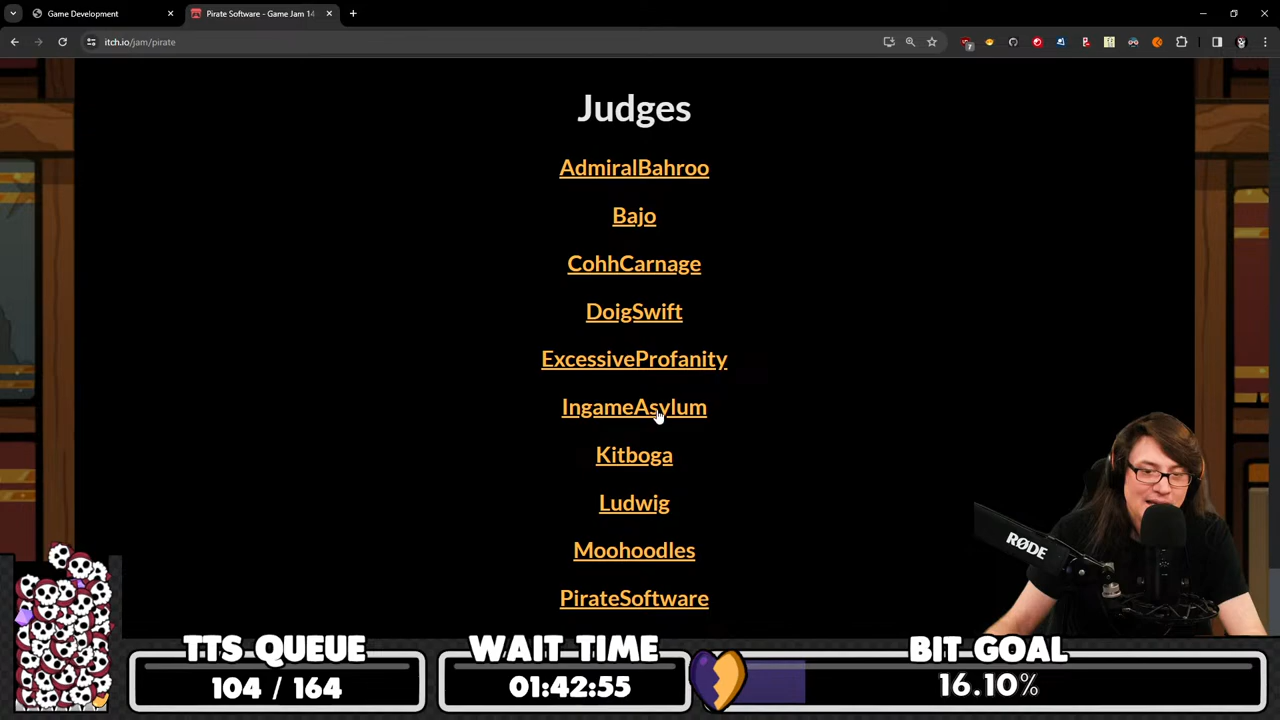 Game Development
Pirate Software - Game Jam 14
itch.io/jam/pirate
7
Judges
AdmiralBahroo
Bajo
CohhCarnage
DoigSwift
ExcessiveProfanity
IngameAsylum
Kitboga
Ludwig
Moohoodles
PirateSoftware
RØDE
TTS QUEUE
104 / 164
WAIT TIME
01:42:55
BIT GOAL
16.10%